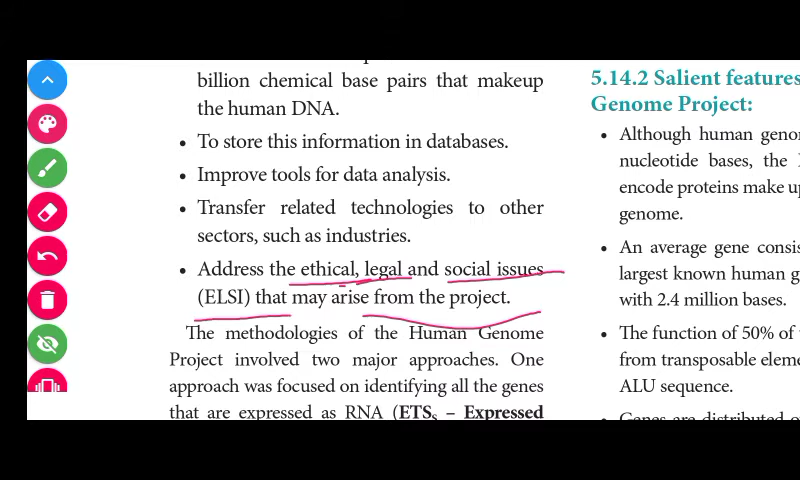 billion chemical base pairs that makeup
the human DNA.
• To store this information in databases.
• Improve tools for data analysis.
• Transfer related technologies to other
sectors, such as industries.
• Address the ethical, legal and social issues
(ELSI) that may arise from the project.
The methodologies of the Human Genome
Project involved two major approaches. One
approach was focused on identifying all the genes
that are expressed as RNA (ETSs – Expressed
5.14.2 Salient features
Genome Project:
• Although human geno
nucleotide bases, the
encode proteins make up
genome.
• An average gene consis
largest known human g
with 2.4 million bases.
• The function of 50% of
from transposable eleme
ALU sequence.
• Genes are distributed o